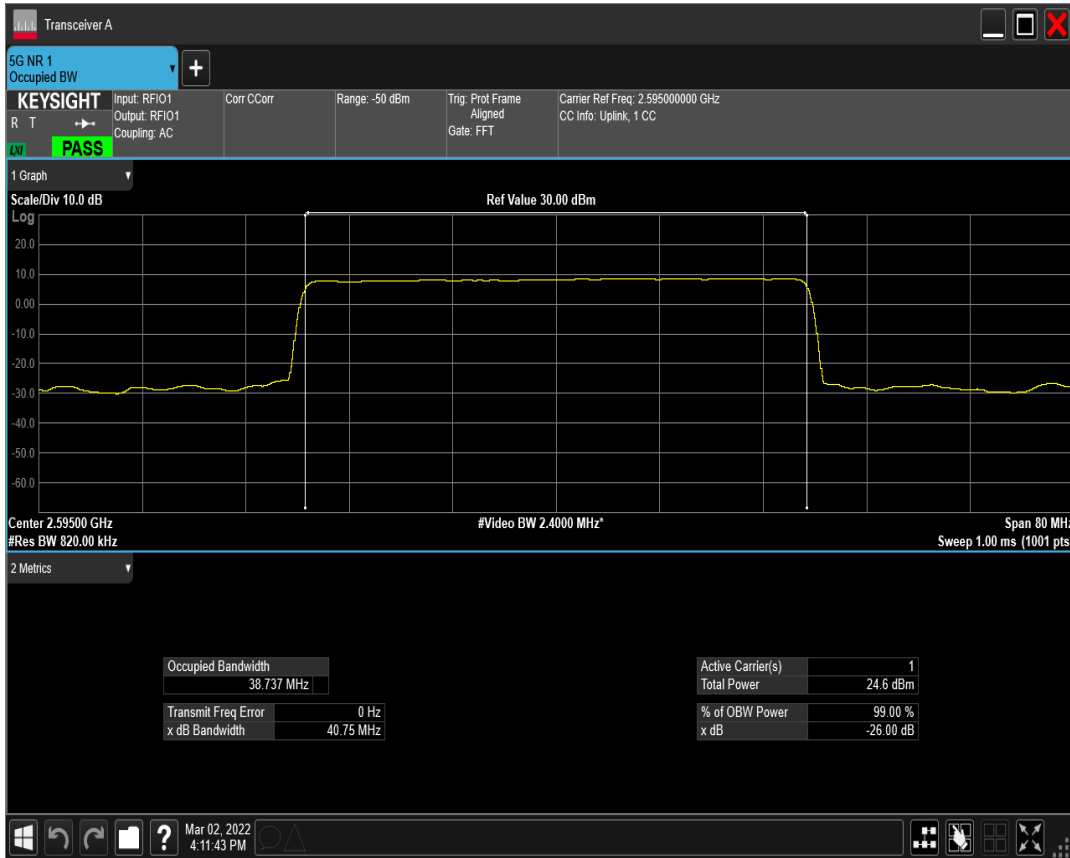 Transceiver A
5G NR 1
Occupied BW
+
KEYSIGHT
R T
LXI
PASS
Input: RFIO1
Output: RFIO1
Coupling: AC
Corr CCorr
Range: -50 dBm
Trig: Prot Frame
Aligned
Gate: FFT
Carrier Ref Freq: 2.595000000 GHz
CC Info: Uplink, 1 CC
1 Graph
Scale/Div 10.0 dB
Ref Value 30.00 dBm
Log
20.0
10.0
0.00
-10.0
-20.0
-30.0
-40.0
-50.0
-60.0
Center 2.59500 GHz
#Video BW 2.4000 MHz*
Span 80 MHz
#Res BW 820.00 kHz
Sweep 1.00 ms (1001 pts
2 Metrics
Occupied Bandwidth
38.737 MHz
Transmit Freq Error 0 Hz
x dB Bandwidth 40.75 MHz
Active Carrier(s) 1
Total Power 24.6 dBm
% of OBW Power 99.00 %
x dB -26.00 dB
?
Mar 02, 2022
4:11:43 PM